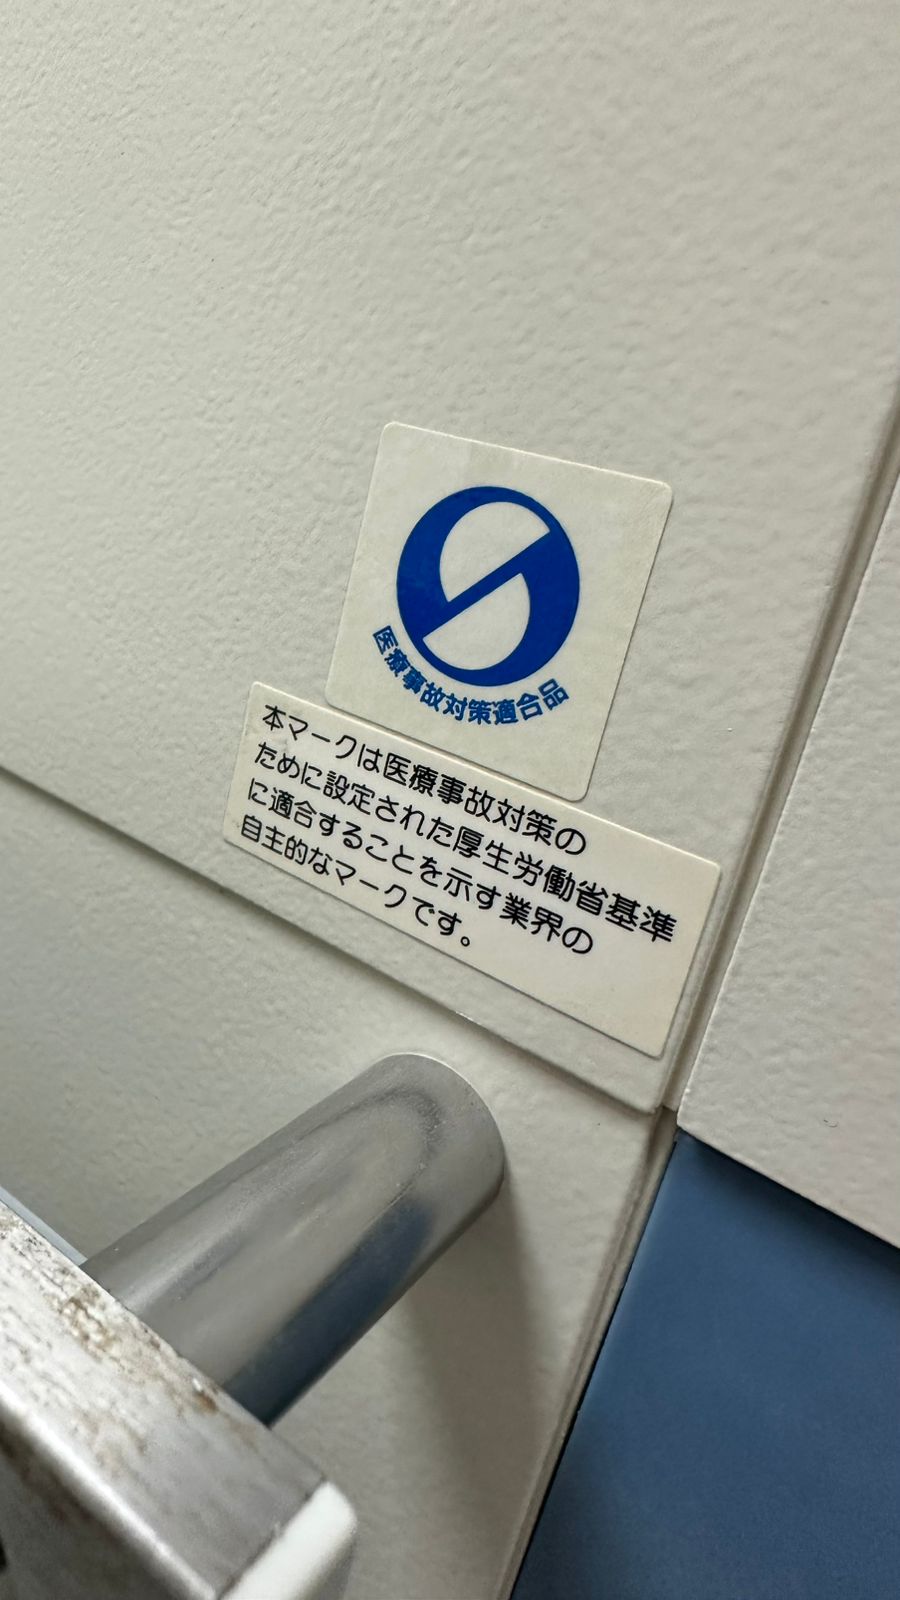 医療事故対策適合品
本マークは医療事故対策の
ために設定された厚生労働省基準
に適合することを示す業界の
自主的なマークです。